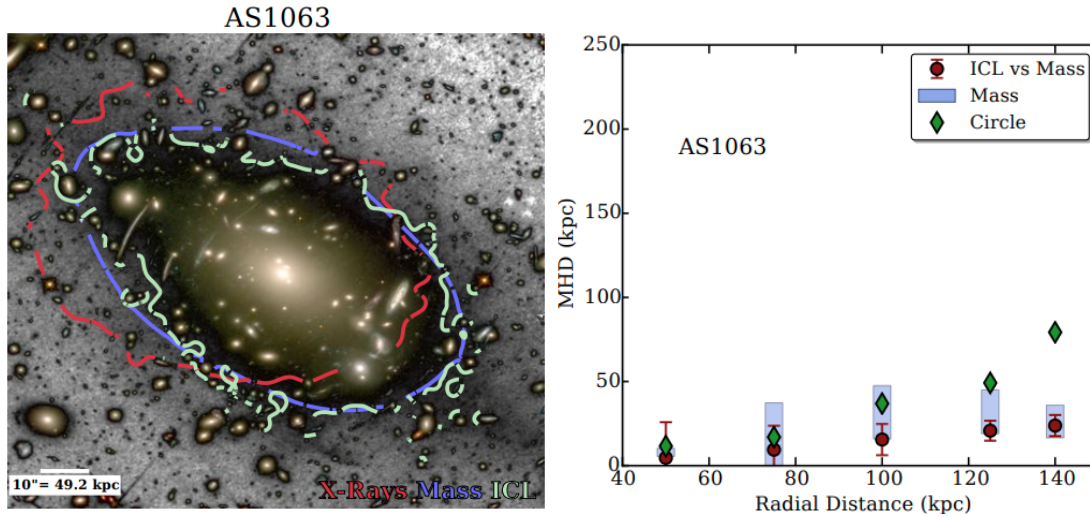 AS1063
10"= 49.2 kpc
X-Rays Mass ICL
250
200
150
100
50
0
MHD (kpc)
AS1063
ICL vs Mass
Mass
Circle
40 60 80 100 120 140
Radial Distance (kpc)